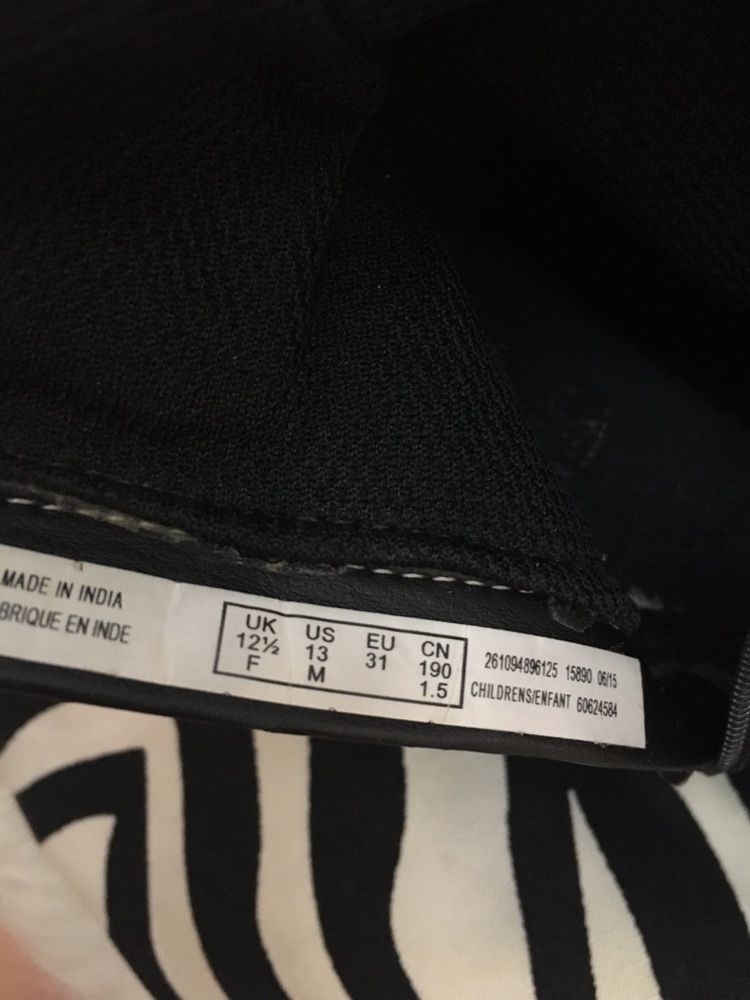 MADE IN INDIA
BRIQUE EN INDE
UK US EU CN
12½ 13 31 190
F M 1.5
261094896125 15890 06/15
CHILDRENS/ENFANT 60624584